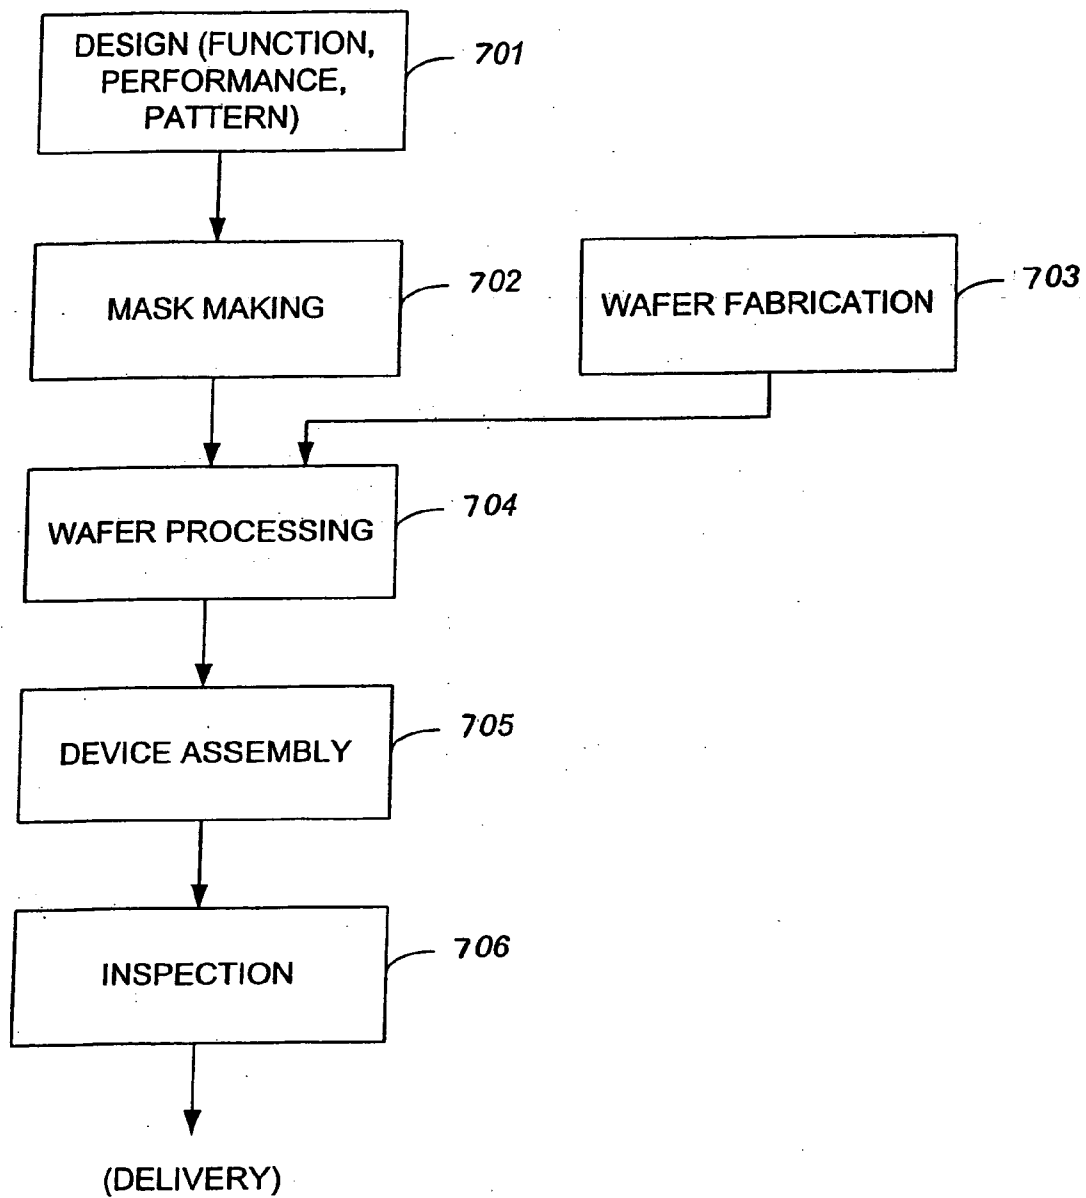 DESIGN (FUNCTION,
PERFORMANCE,
PATTERN)
701
MASK MAKING
702
WAFER FABRICATION
703
WAFER PROCESSING
704
DEVICE ASSEMBLY
705
INSPECTION
706
(DELIVERY)